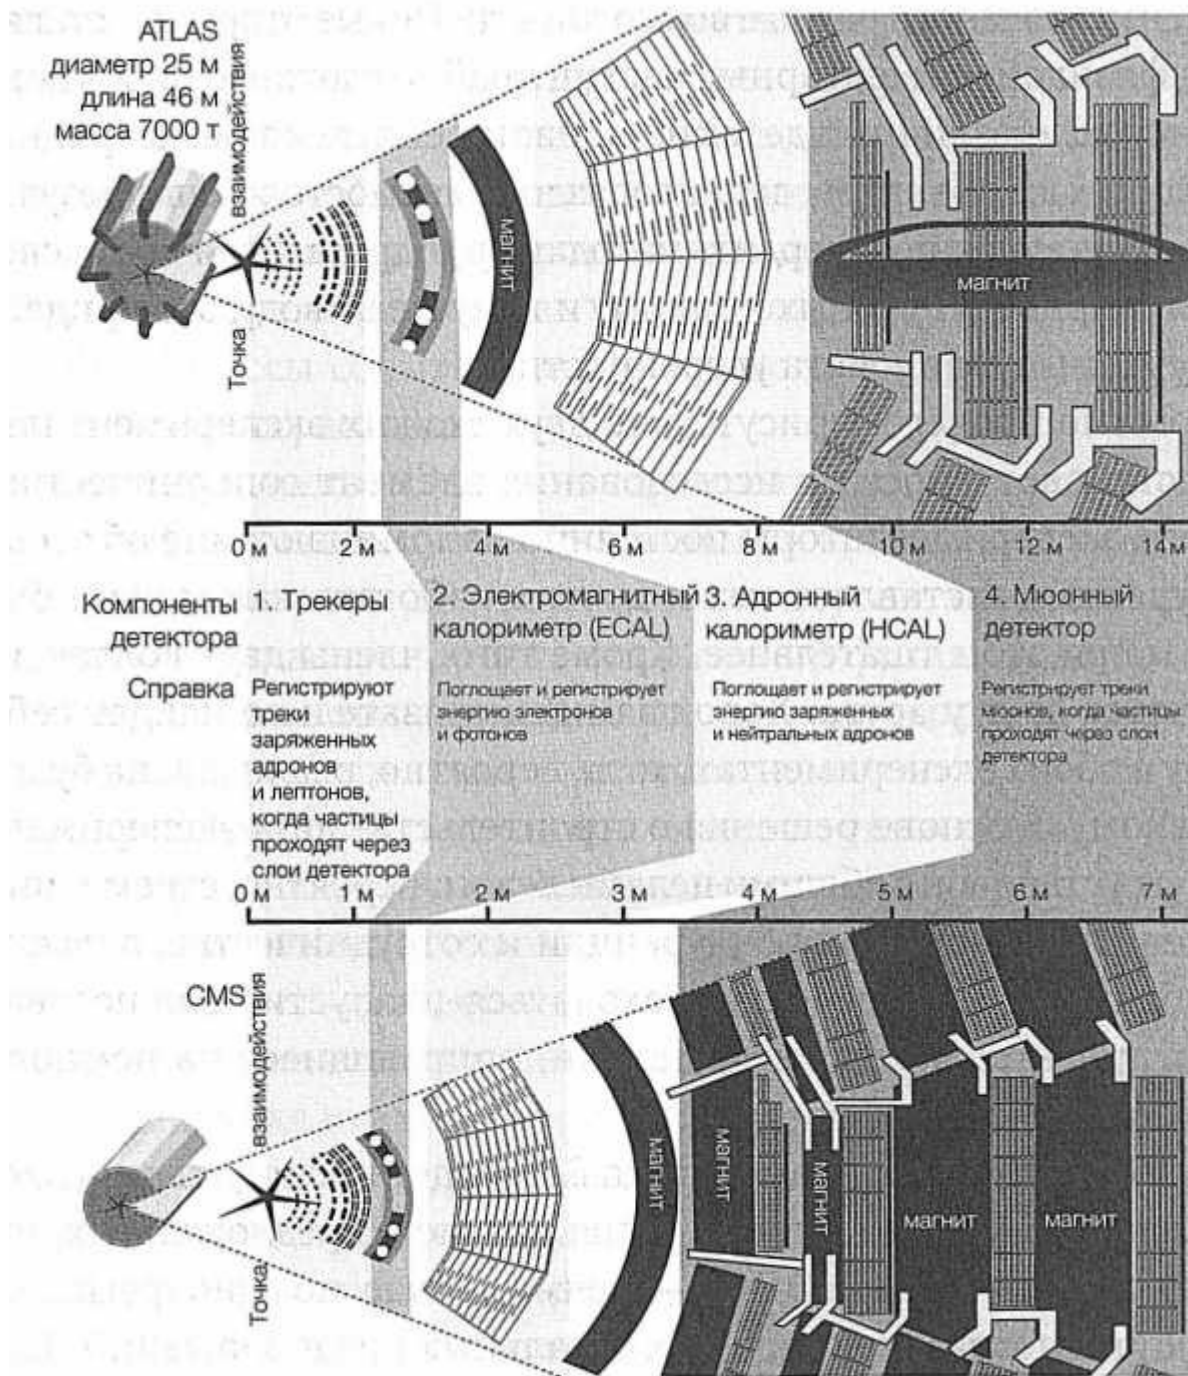 ATLAS
диаметр 25 м
длина 46 м
масса 7000 т
Точка взаимодействия
магнит
магнит
0 м 2 м 4 м 6 м 8 м 10 м 12 м 14 м
Компоненты
детектора
1. Трекеры
2. Электромагнитный
калориметр (ECAL)
3. Адронный
калориметр (HCAL)
4. Мюонный
детектор
Справка
Регистрируют
треки
заряженных
адронов
и лептонов,
когда частицы
проходят через
слои детектора
Поглощает и регистрирует
энергию электронов
и фотонов
Поглощает и регистрирует
энергию заряженных
и нейтральных адронов
Регистрирует треки
мюонов, когда частицы
проходят через слои
детектора
0 м 1 м 2 м 3 м 4 м 5 м 6 м 7 м
CMS
Точка взаимодействия
магнит
магнит
магнит
магнит
магнит